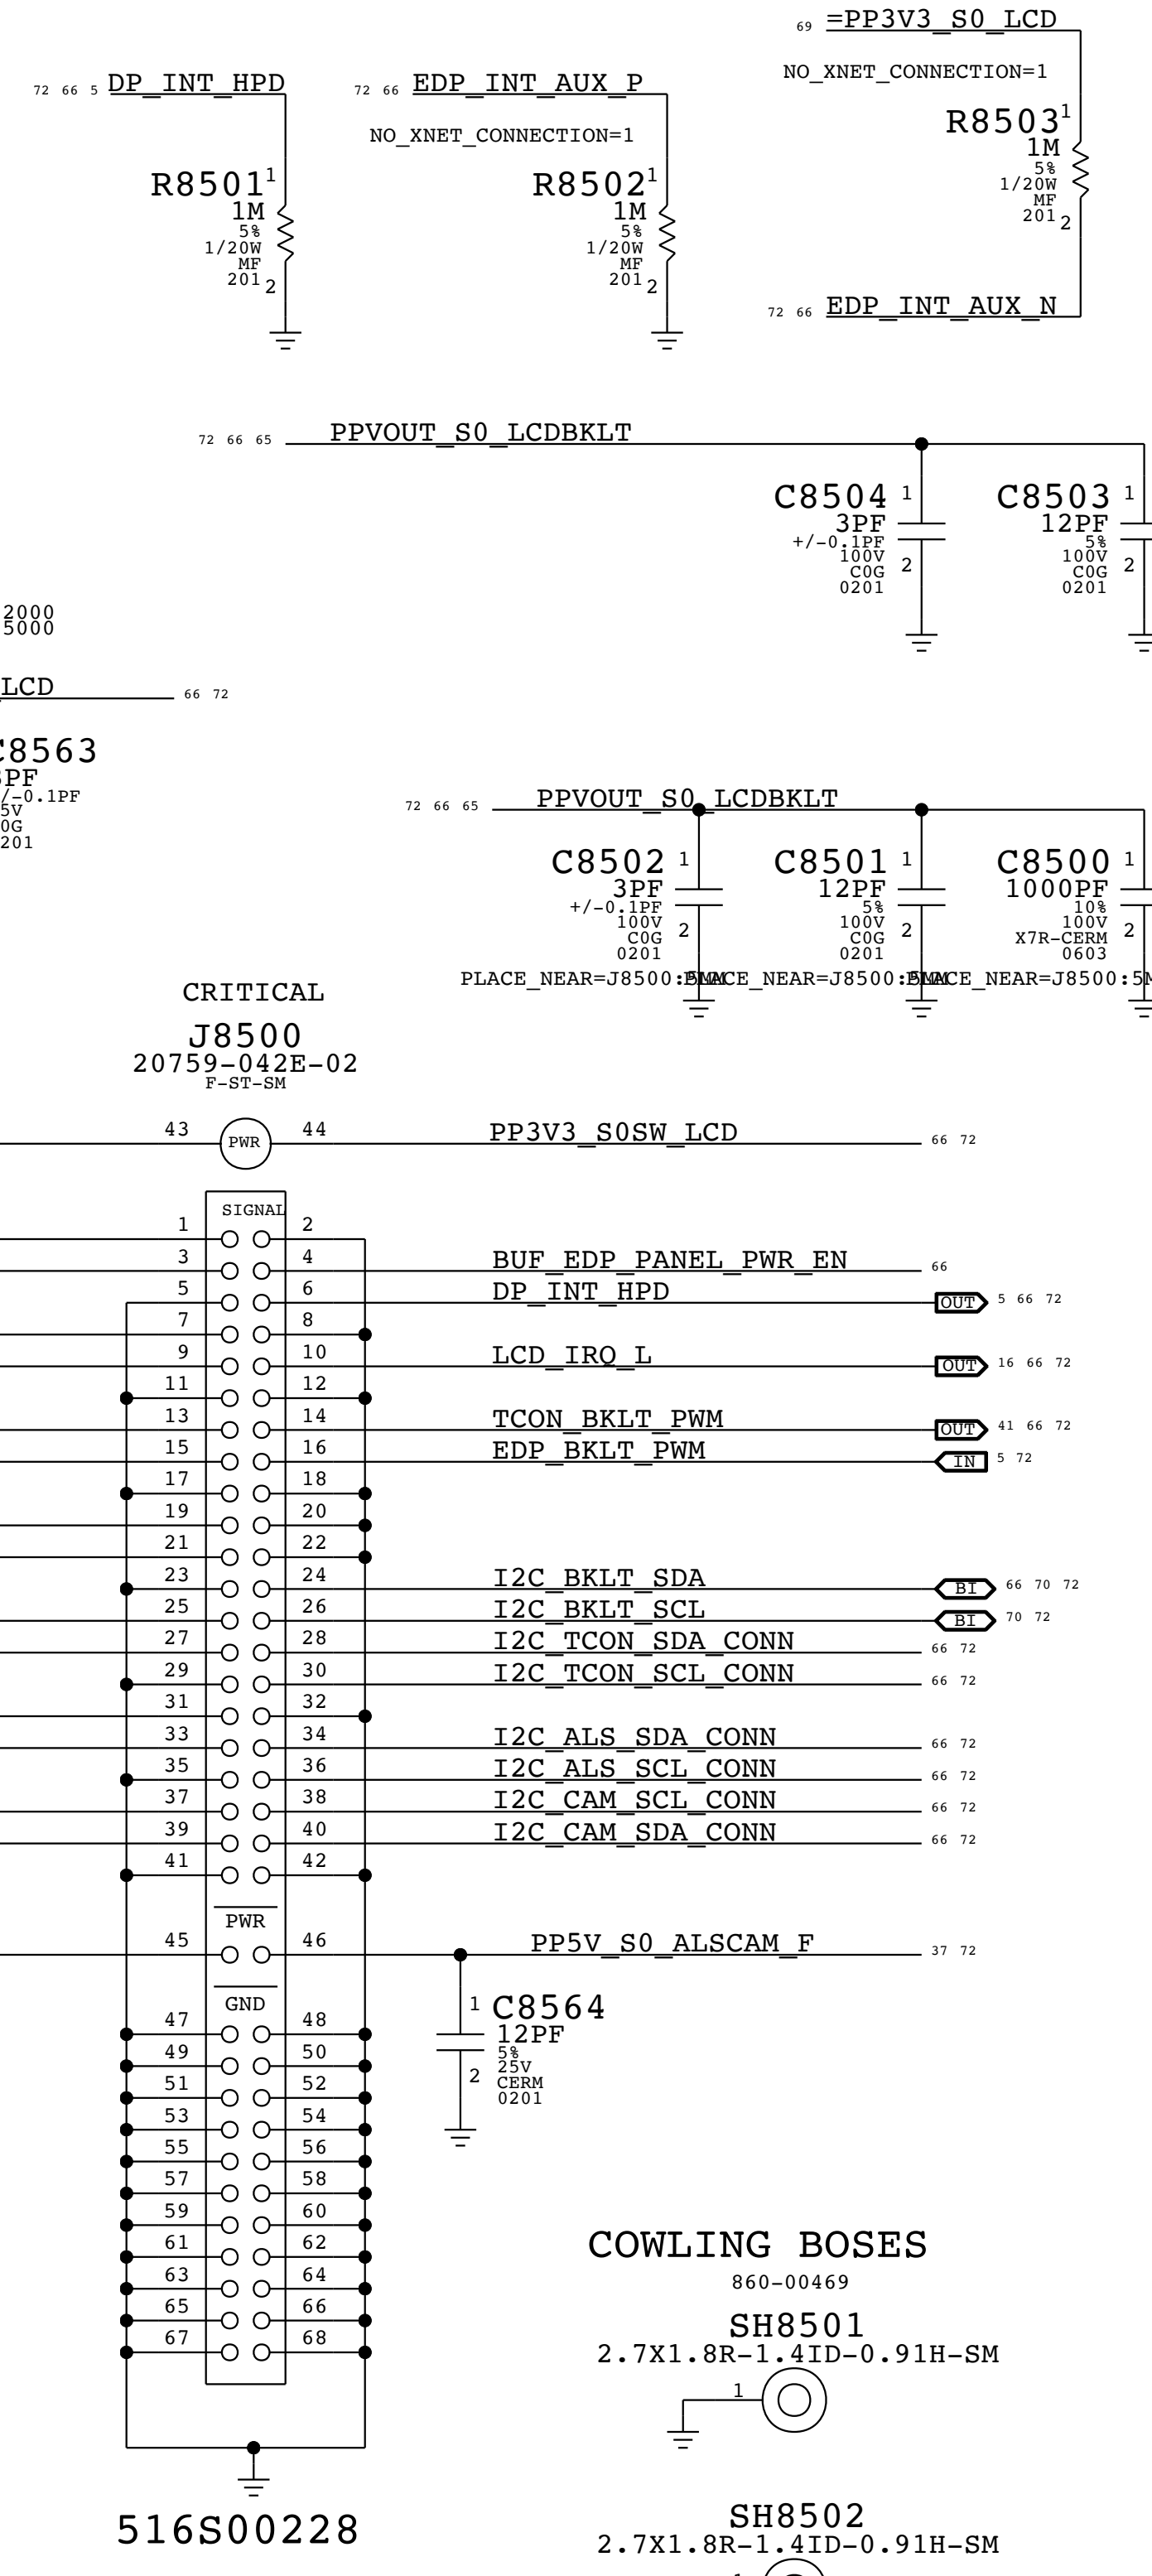 69 =PP3V3_S0_LCD
NO_XNET_CONNECTION=1
R8503 1
1M
5%
1/20W
MF
201 2
72 66 EDP_INT_AUX_N
72 66 5 DP_INT_HPD
R8501 1
1M
5%
1/20W
MF
201 2
72 66 EDP_INT_AUX_P
NO_XNET_CONNECTION=1
R8502 1
1M
5%
1/20W
MF
201 2
72 66 65 PPVOUT_S0_LCDBKLT
C8504 1
3PF
+/-0.1PF
100V
C0G
0201
2
C8503 1
12PF
5%
100V
C0G
0201
2
2000
5000
LCD 66 72
C8563
PF
/-0.1PF
5V
0G
201
72 66 65 PPVOUT_S0_LCDBKLT
C8502 1
3PF
+/-0.1PF
100V
C0G
0201
2
PLACE_NEAR=J8500:5MM
C8501 1
12PF
5%
100V
C0G
0201
2
PLACE_NEAR=J8500:5MM
C8500 1
1000PF
10%
100V
X7R-CERM
0603
2
PLACE_NEAR=J8500:5M
CRITICAL
J8500
20759-042E-02
F-ST-SM
43 PWR 44 PP3V3_S0SW_LCD 66 72
SIGNAL
1 2
3 4 BUF_EDP_PANEL_PWR_EN 66
5 6 DP_INT_HPD OUT 5 66 72
7 8
9 10 LCD_IRQ_L OUT 16 66 72
11 12
13 14 TCON_BKLT_PWM OUT 41 66 72
15 16 EDP_BKLT_PWM IN 5 72
17 18
19 20
21 22
23 24 I2C_BKLT_SDA BI 66 70 72
25 26 I2C_BKLT_SCL BI 70 72
27 28 I2C_TCON_SDA_CONN 66 72
29 30 I2C_TCON_SCL_CONN 66 72
31 32
33 34 I2C_ALS_SDA_CONN 66 72
35 36 I2C_ALS_SCL_CONN 66 72
37 38 I2C_CAM_SCL_CONN 66 72
39 40 I2C_CAM_SDA_CONN 66 72
41 42
PWR
45 46 PP5V_S0_ALSCAM_F 37 72
GND
1 C8564
12PF
5%
25V
2 CERM
0201
47 48
49 50
51 52
53 54
55 56
57 58
59 60
61 62
63 64
65 66
67 68
516S00228
COWLING BOSES
860-00469
SH8501
2.7X1.8R-1.4ID-0.91H-SM
1
SH8502
2.7X1.8R-1.4ID-0.91H-SM